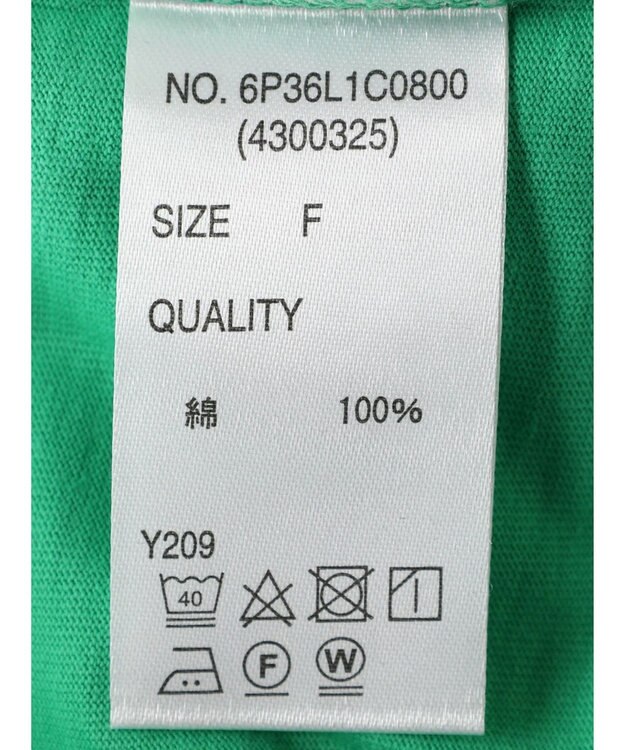 NO. 6P36L1C0800
(4300325)
SIZE F
QUALITY
綿 100%
Y209
40
F W